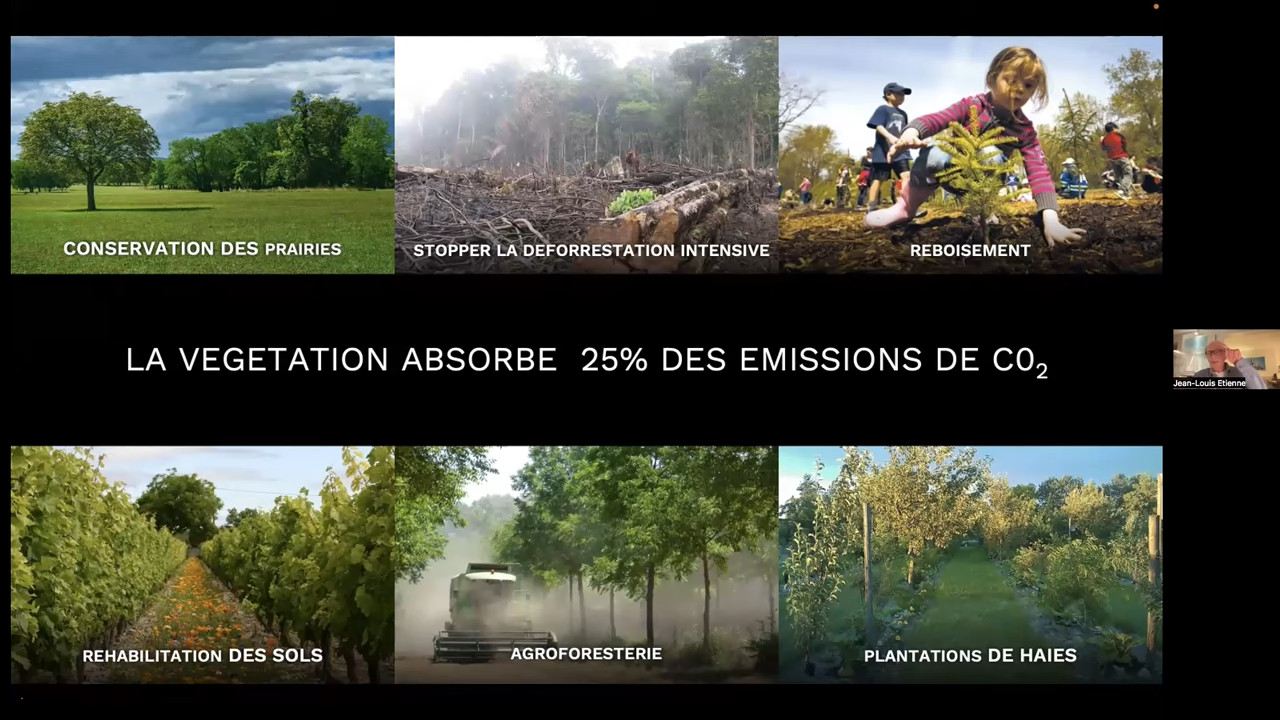 CONSERVATION DES PRAIRIES
STOPPER LA DEFORRESTATION INTENSIVE
REBOISEMENT
LA VEGETATION ABSORBE 25% DES EMISSIONS DE C0₂
Jean-Louis Etienne
REHABILITATION DES SOLS
AGROFORESTERIE
PLANTATIONS DE HAIES